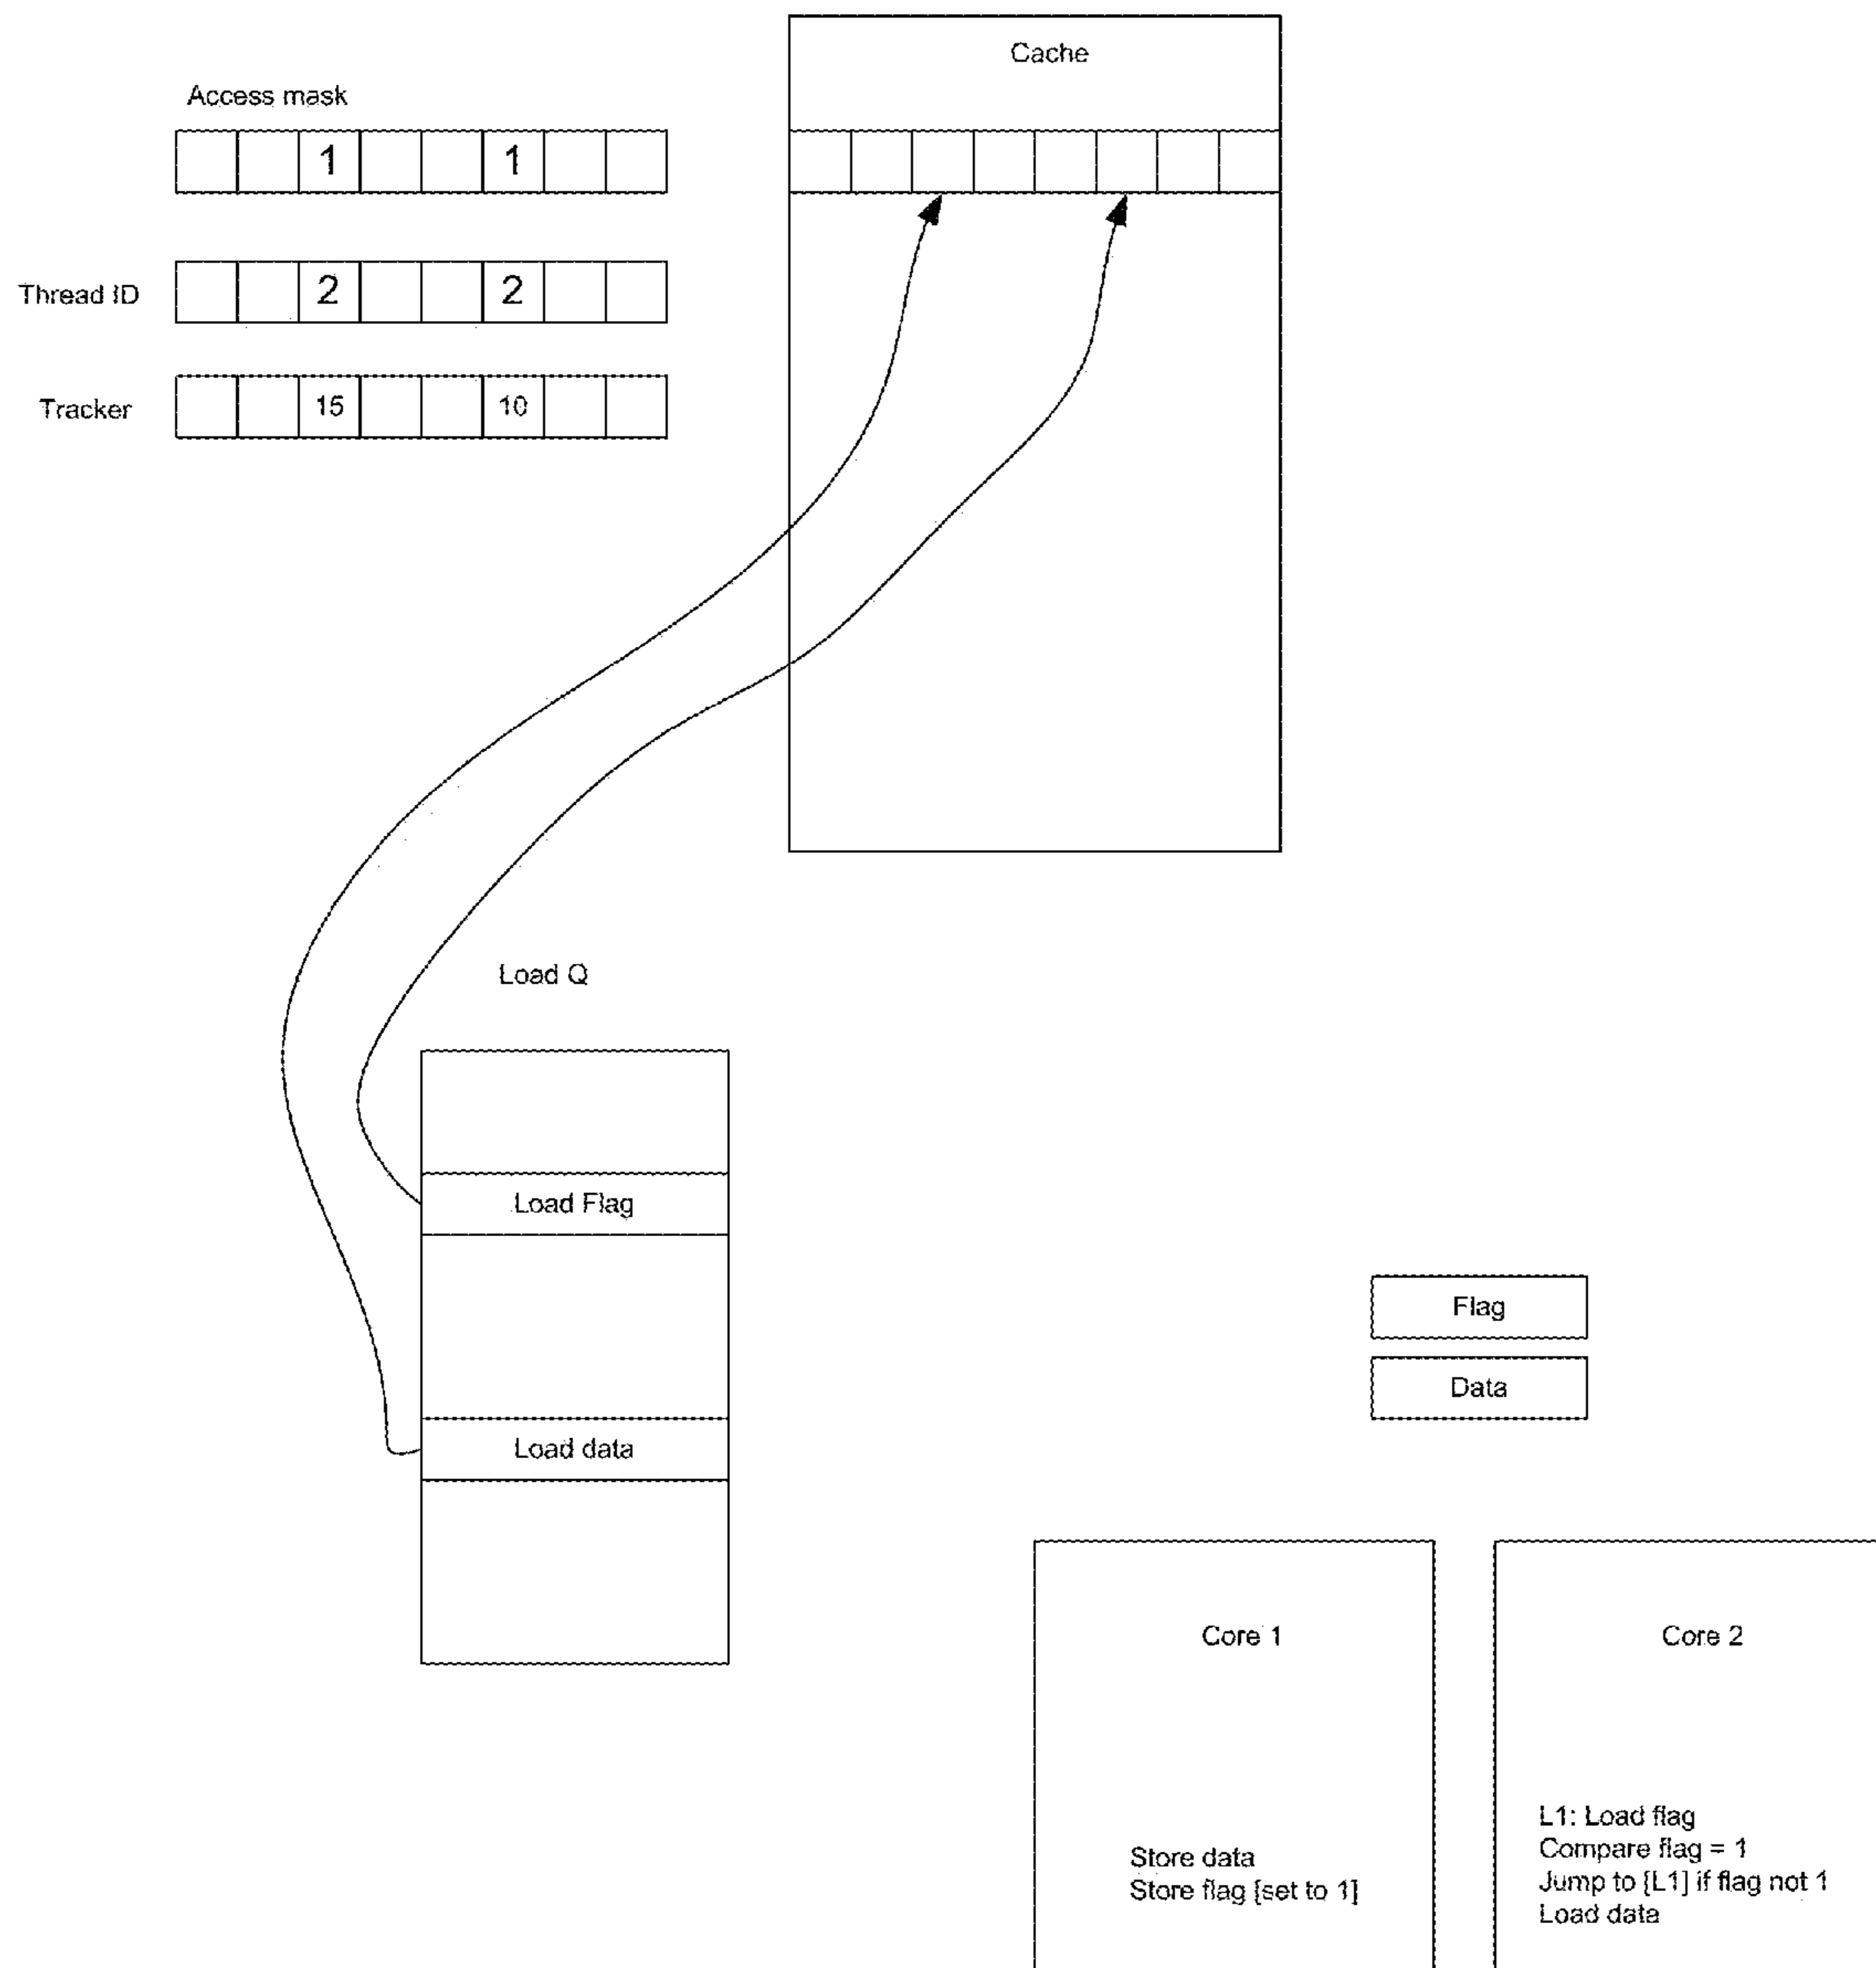 Cache
Access mask
1 1
Thread ID
2 2
Tracker
15 10
Load Q
Load Flag
Load data
Flag
Data
Core 1
Store data
Store flag [set to 1]
Core 2
L1: Load flag
Compare flag = 1
Jump to [L1] if flag not 1
Load data